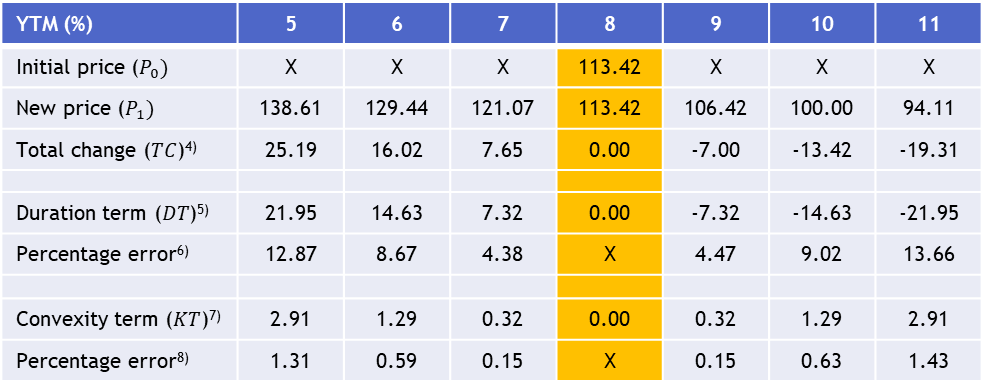 YTM (%) 5 6 7 8 9 10 11
Initial price (𝑃₀) X X X 113.42 X X X
New price (𝑃₁) 138.61 129.44 121.07 113.42 106.42 100.00 94.11
Total change (𝑇𝐶)⁴⁾ 25.19 16.02 7.65 0.00 -7.00 -13.42 -19.31
Duration term (𝐷𝑇)⁵⁾ 21.95 14.63 7.32 0.00 -7.32 -14.63 -21.95
Percentage error⁶⁾ 12.87 8.67 4.38 X 4.47 9.02 13.66
Convexity term (𝐾𝑇)⁷⁾ 2.91 1.29 0.32 0.00 0.32 1.29 2.91
Percentage error⁸⁾ 1.31 0.59 0.15 X 0.15 0.63 1.43